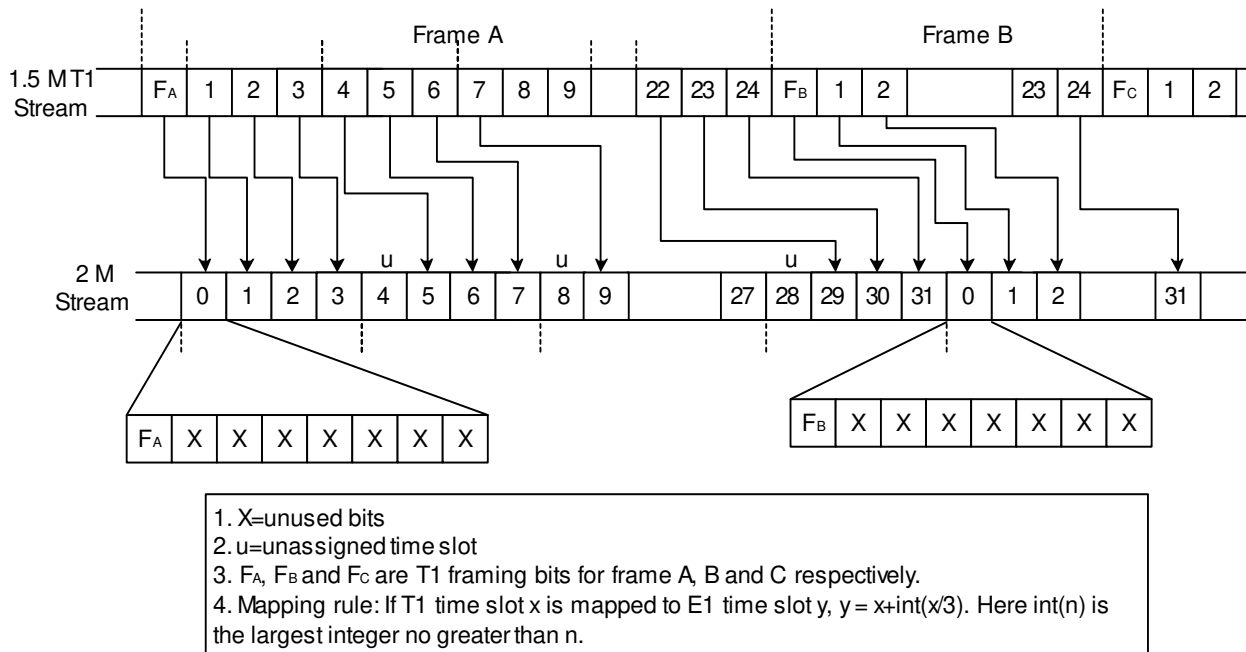 Frame A Frame B
1.5 M T1
Stream
FA 1 2 3 4 5 6 7 8 9 22 23 24 FB 1 2 23 24 FC 1 2
u u u
2 M
Stream
0 1 2 3 4 5 6 7 8 9 27 28 29 30 31 0 1 2 31
FA X X X X X X X
FB X X X X X X X
1. X=unused bits
2. u=unassigned time slot
3. FA, FB and FC are T1 framing bits for frame A, B and C respectively.
4. Mapping rule: If T1 time slot x is mapped to E1 time slot y, y = x+int(x/3). Here int(n) is
the largest integer no greater than n.